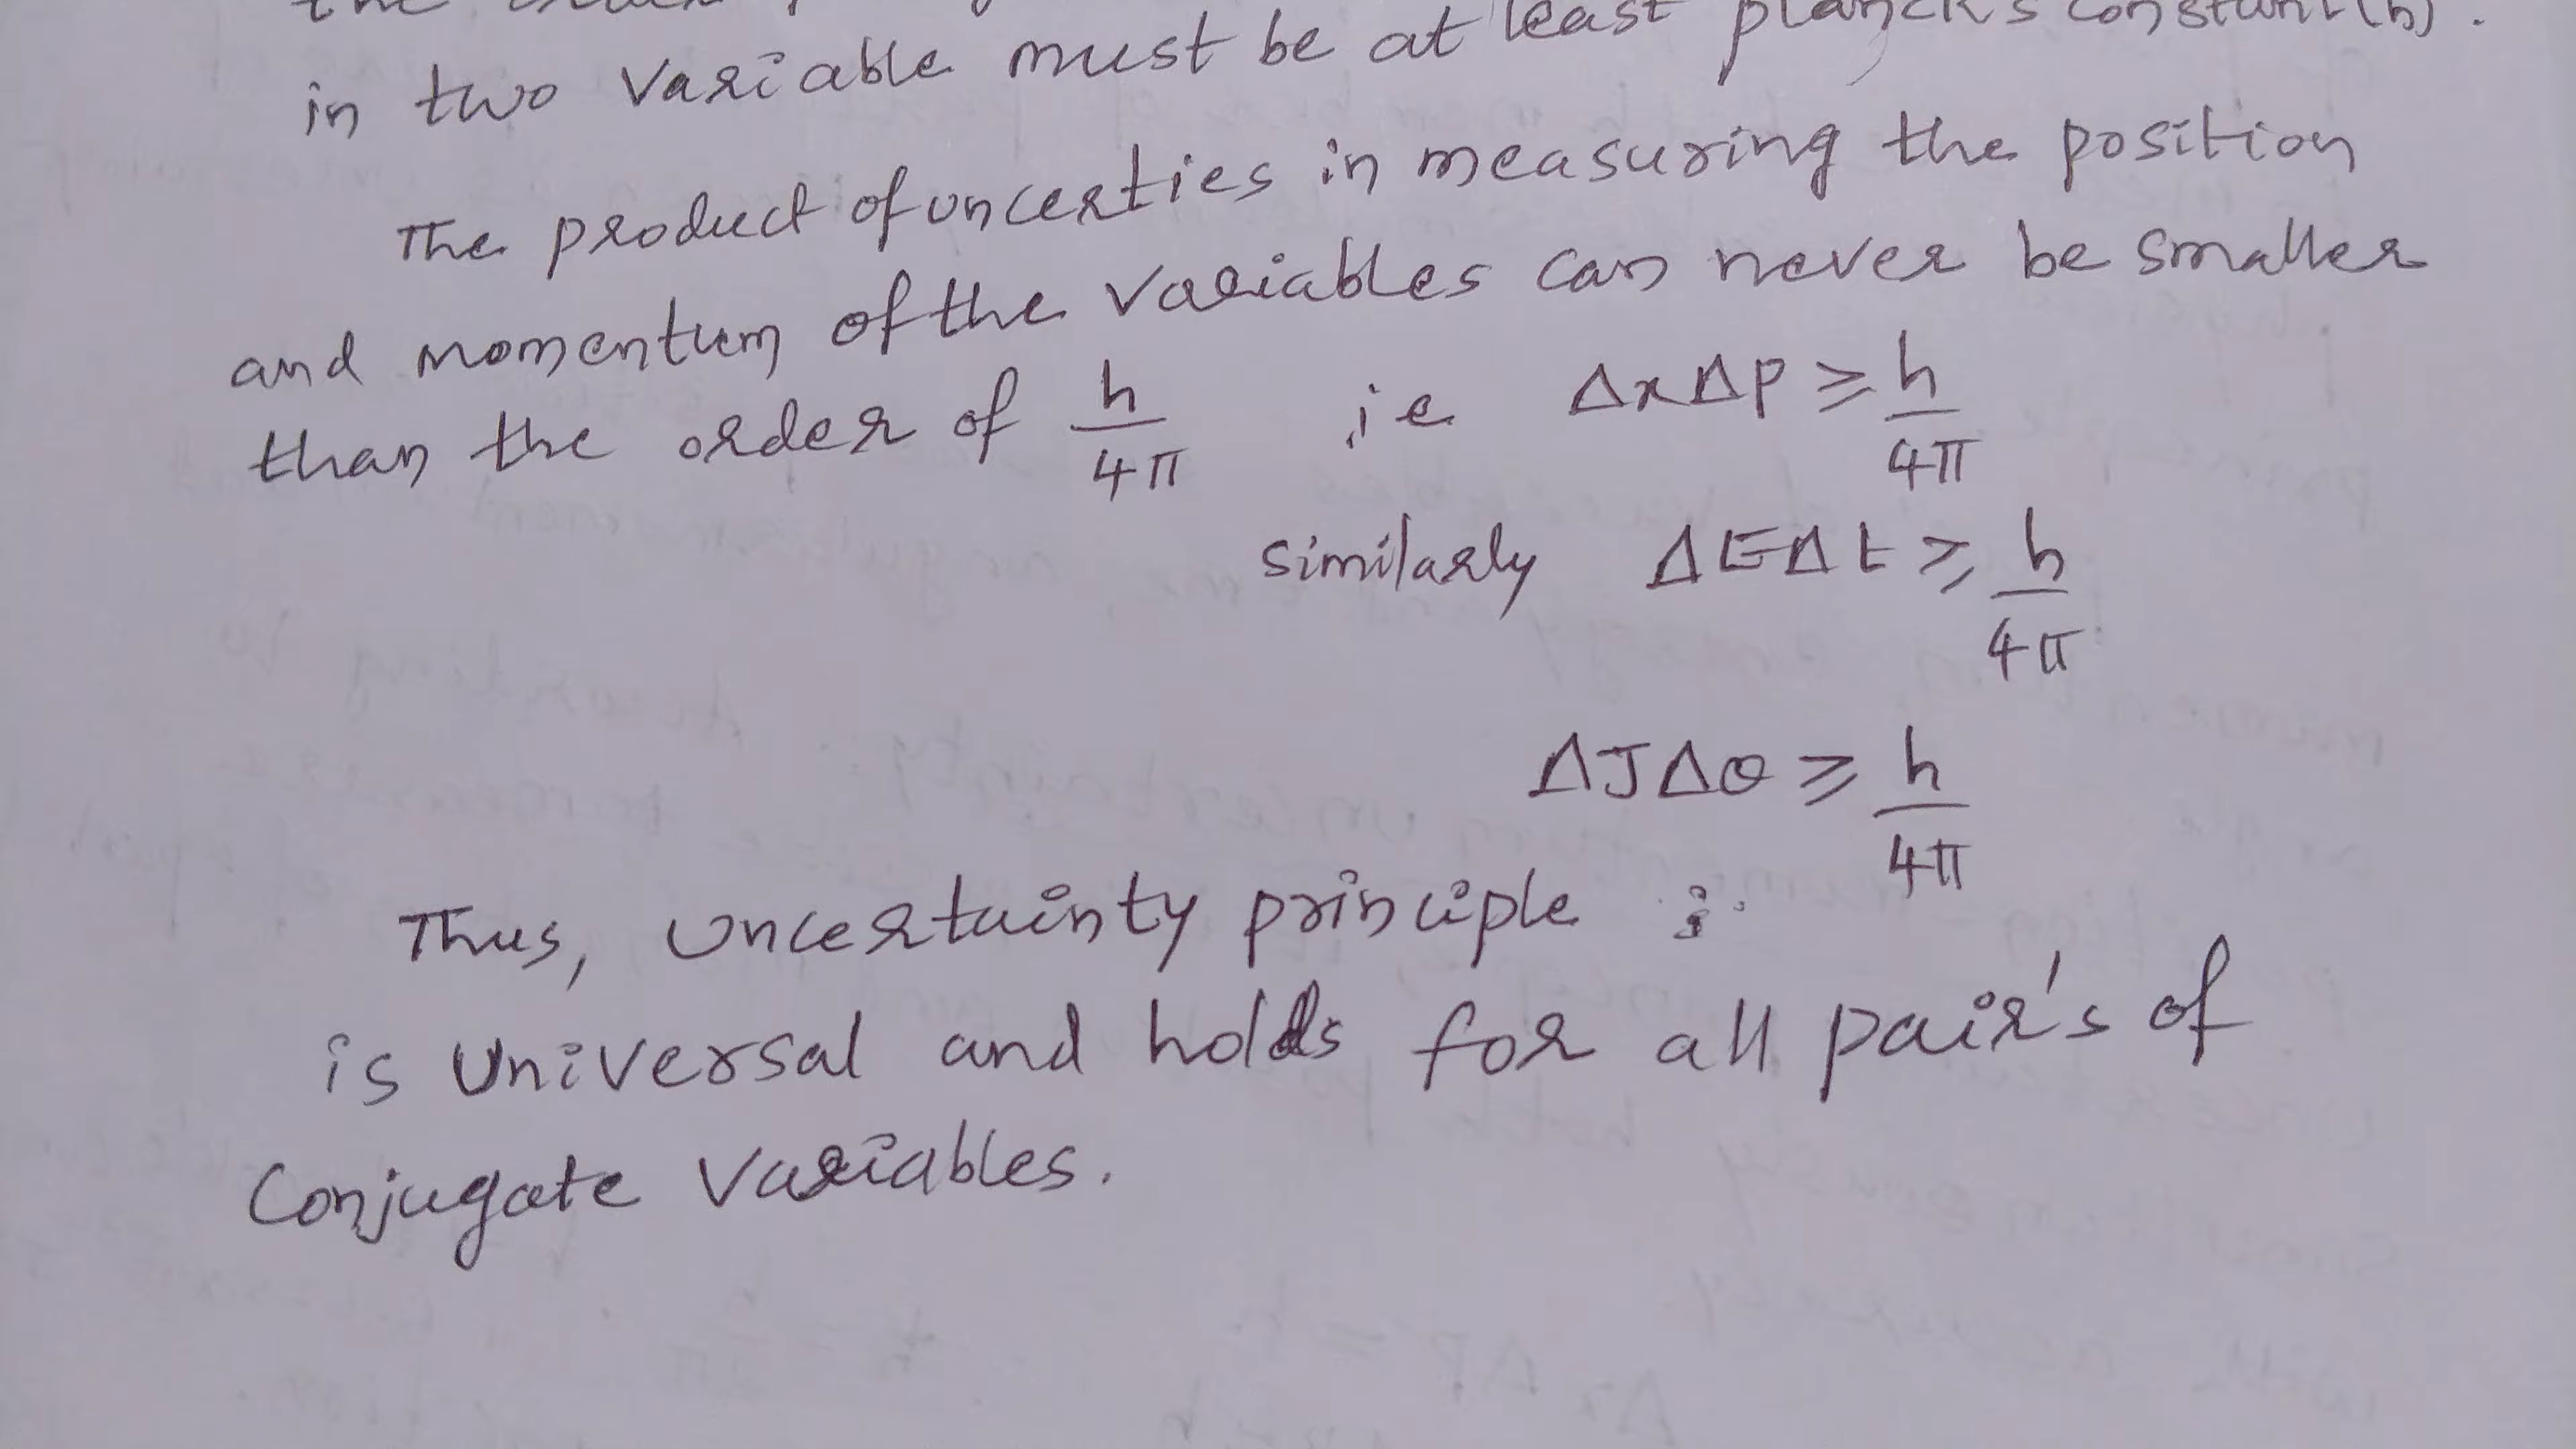 the
in two variable must be at least planck's constant (h).
The product of uncerties in measuring the position
and momentum of the variables can never be smaller
than the order of h/4π ie ΔxΔp ≥ h/4π
Similarly ΔEΔt ≥ h/4π
ΔJΔθ ≥ h/4π
Thus, Uncertainty principle
is Universal and holds for all pair's of
Conjugate Variables.